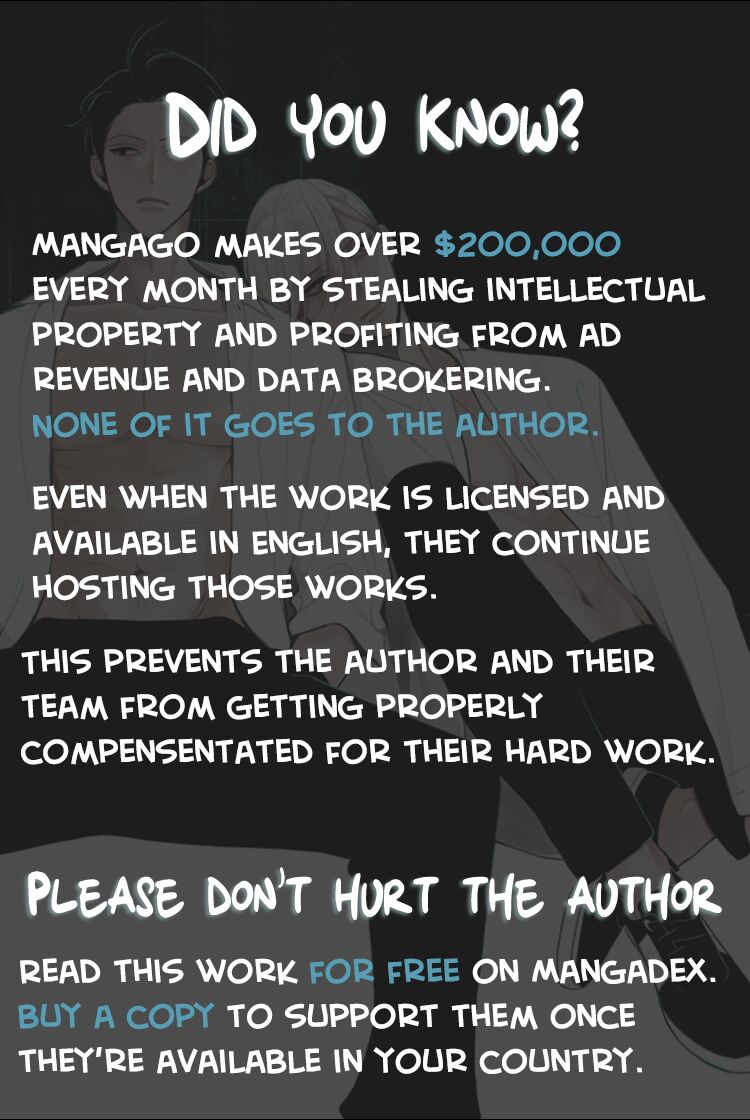 DID YOU KNOW?
MANGAGO MAKES OVER $200,000
EVERY MONTH BY STEALING INTELLECTUAL
PROPERTY AND PROFITING FROM AD
REVENUE AND DATA BROKERING.
NONE OF IT GOES TO THE AUTHOR.
EVEN WHEN THE WORK IS LICENSED AND
AVAILABLE IN ENGLISH, THEY CONTINUE
HOSTING THOSE WORKS.
THIS PREVENTS THE AUTHOR AND THEIR
TEAM FROM GETTING PROPERLY
COMPENSENTATED FOR THEIR HARD WORK.
PLEASE DON'T HURT THE AUTHOR
READ THIS WORK FOR FREE ON MANGADEX.
BUY A COPY TO SUPPORT THEM ONCE
THEY'RE AVAILABLE IN YOUR COUNTRY.